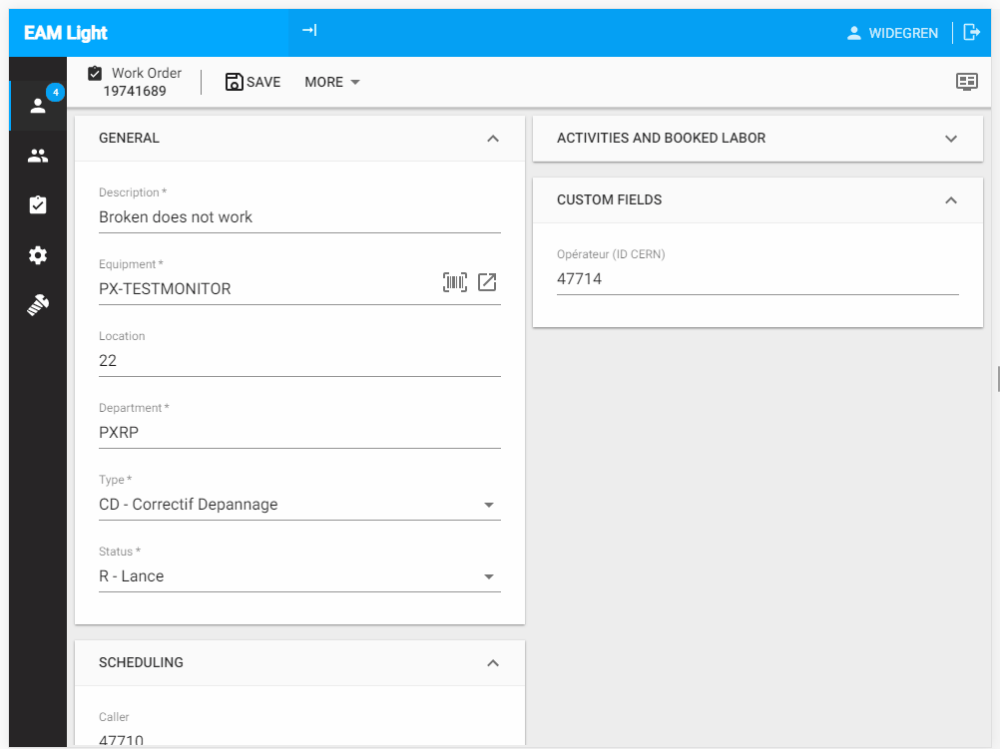 EAM Light
WIDEGREN
4
Work Order
19741689
SAVE
MORE
GENERAL
Description *
Broken does not work
Equipment *
PX-TESTMONITOR
Location
22
Department *
PXRP
Type *
CD - Correctif Depannage
Status *
R - Lance
SCHEDULING
Caller
47710
ACTIVITIES AND BOOKED LABOR
CUSTOM FIELDS
Opérateur (ID CERN)
47714